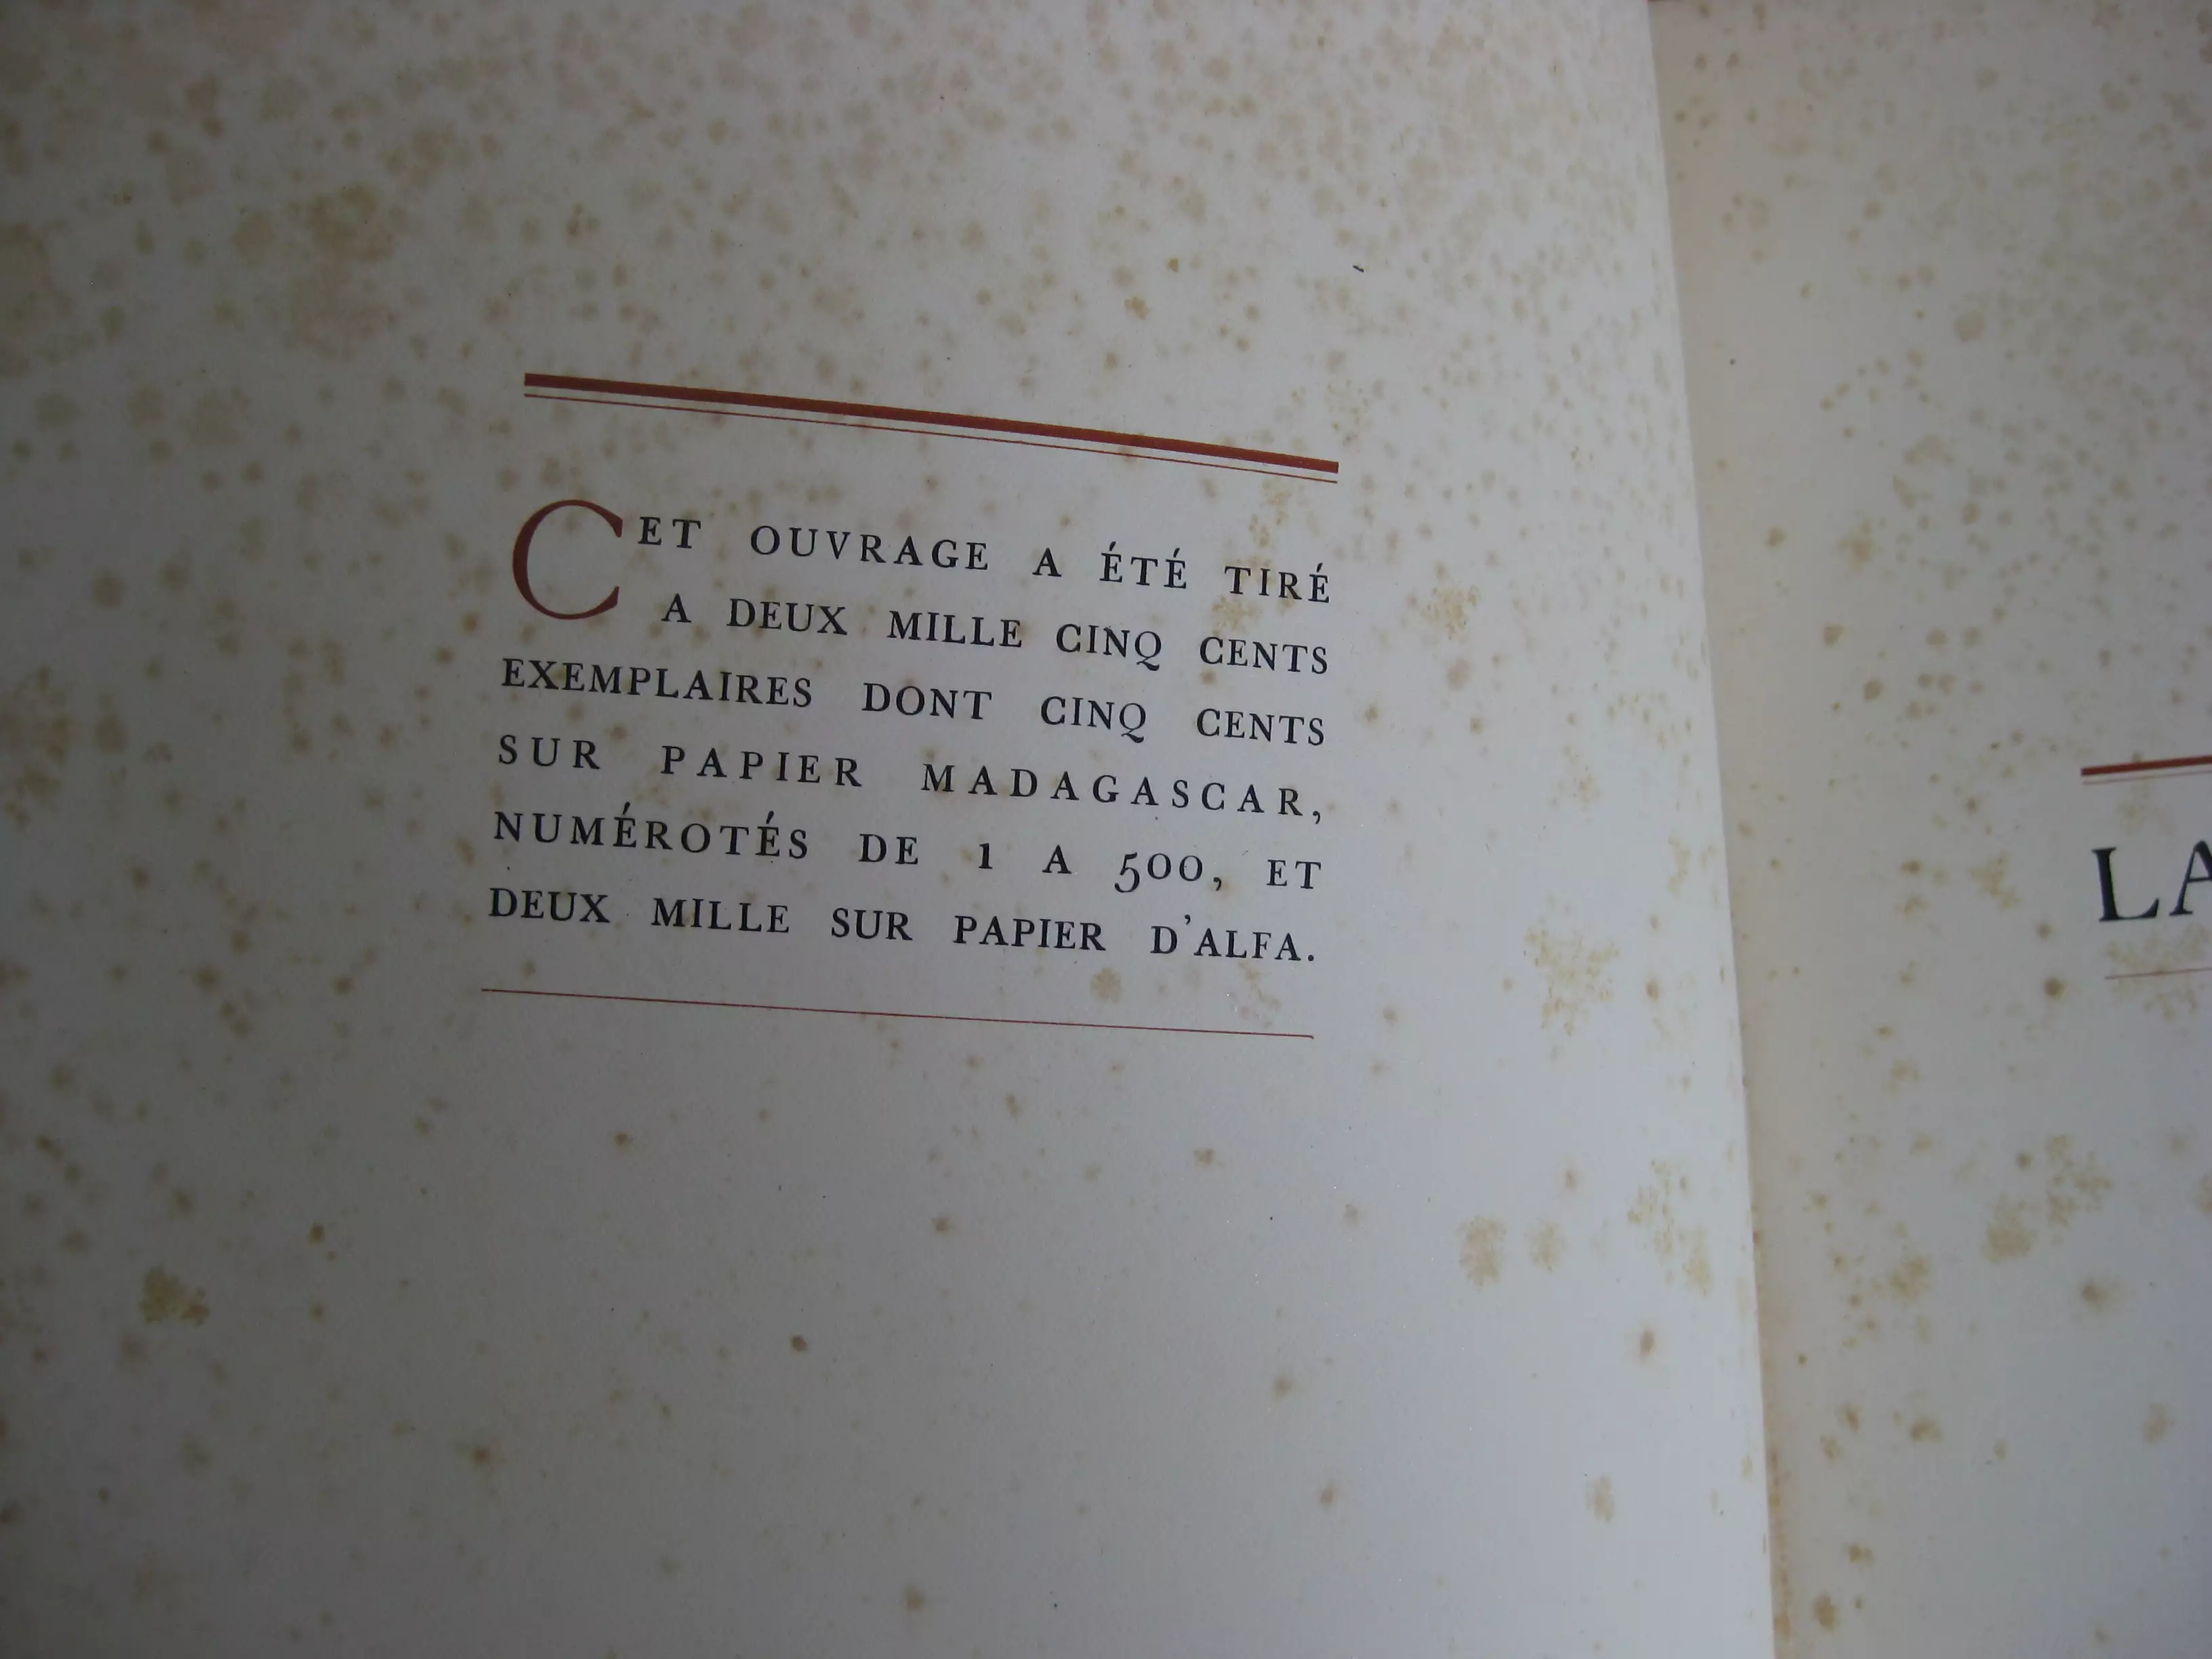 CET OUVRAGE A ÉTÉ TIRÉ
A DEUX MILLE CINQ CENTS
EXEMPLAIRES DONT CINQ CENTS
SUR PAPIER MADAGASCAR,
NUMÉROTÉS DE 1 A 500, ET
DEUX MILLE SUR PAPIER D'ALFA.
LA